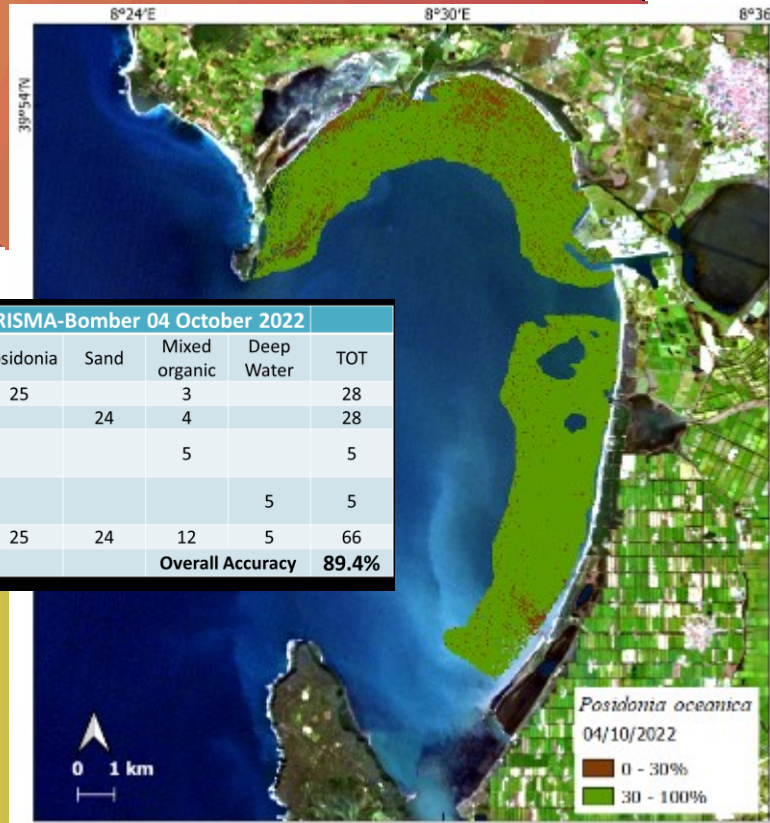 8°24'E 8°30'E 8°36
39°54'N
RISMA-Bomber 04 October 2022
sidonia Sand Mixed organic Deep Water TOT
25 3 28
24 4 28
5 5
5 5
25 24 12 5 66
Overall Accuracy 89.4%
Posidonia oceanica
04/10/2022
0 - 30%
30 - 100%
0 1 km